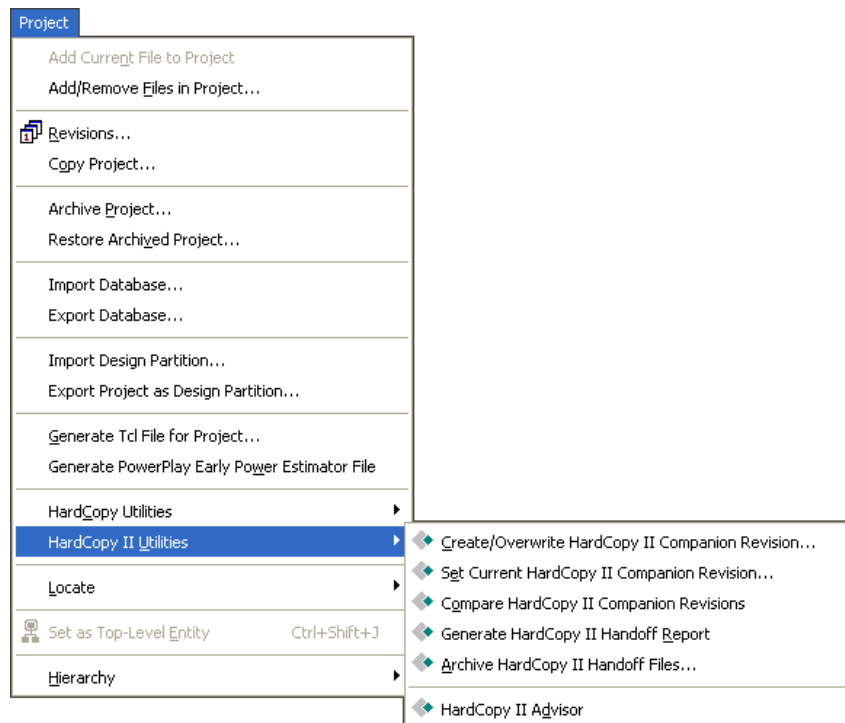 Project
Add Current File to Project
Add/Remove Files in Project...
1
Revisions...
Copy Project...
Archive Project...
Restore Archived Project...
Import Database...
Export Database...
Import Design Partition...
Export Project as Design Partition...
Generate Tcl File for Project...
Generate PowerPlay Early Power Estimator File
HardCopy Utilities
HardCopy II Utilities
Create/Overwrite HardCopy II Companion Revision...
Set Current HardCopy II Companion Revision...
Compare HardCopy II Companion Revisions
Generate HardCopy II Handoff Report
Archive HardCopy II Handoff Files...
HardCopy II Advisor
Locate
Set as Top-Level Entity Ctrl+Shift+J
Hierarchy